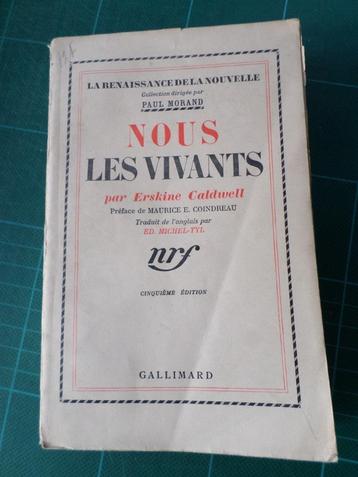 LA RENAISSANCE DE LA NOUVELLE
Collection dirigée par
PAUL MORAND
NOUS
LES VIVANTS
par Erskine Caldwell
Préface de MAURICE E. COINDREAU
Traduit de l'anglais par
ED. MICHEL-TYL
nrf
CINQUIÈME ÉDITION
GALLIMARD